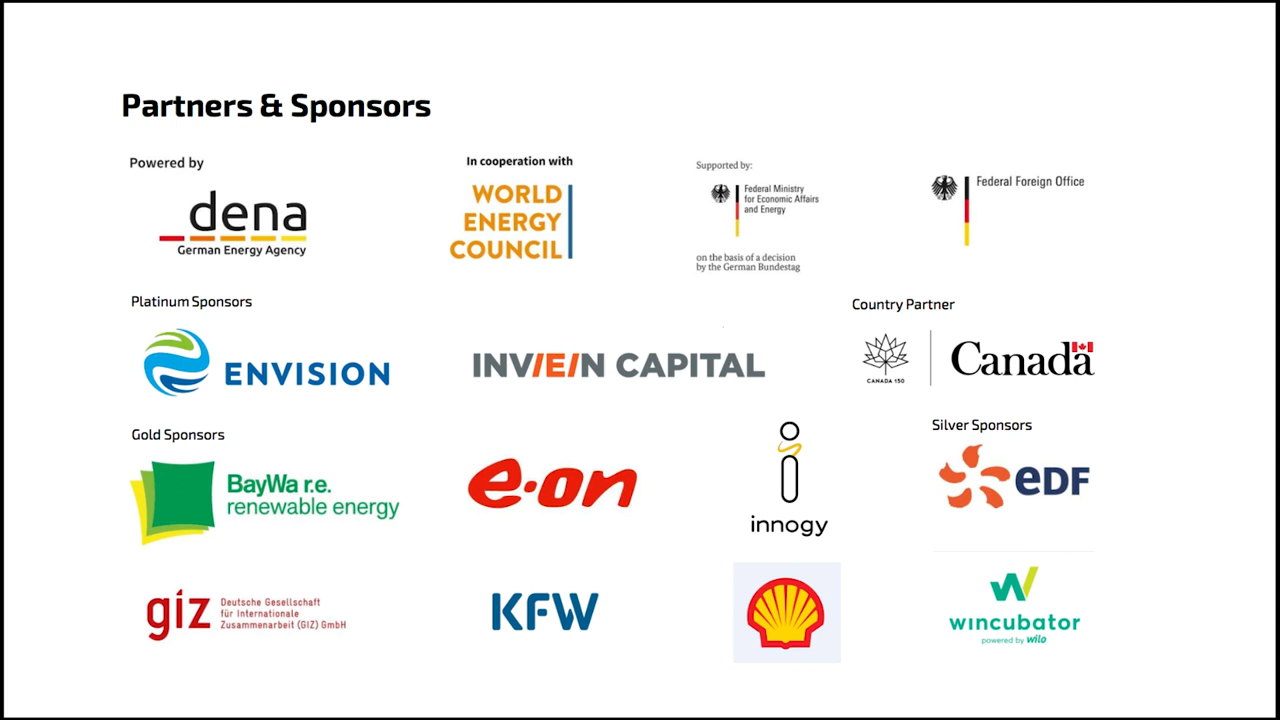 Partners & Sponsors
Powered by
dena
German Energy Agency
In cooperation with
WORLD
ENERGY
COUNCIL
Supported by:
Federal Ministry
for Economic Affairs
and Energy
on the basis of a decision
by the German Bundestag
Federal Foreign Office
Platinum Sponsors
ENVISION
INV/E/N CAPITAL
Country Partner
CANADA 150
Canada
Gold Sponsors
BayWa r.e.
renewable energy
e·on
innogy
Silver Sponsors
eDF
giz
Deutsche Gesellschaft
für Internationale
Zusammenarbeit (GIZ) GmbH
KFW
W
wincubator
powered by wilo